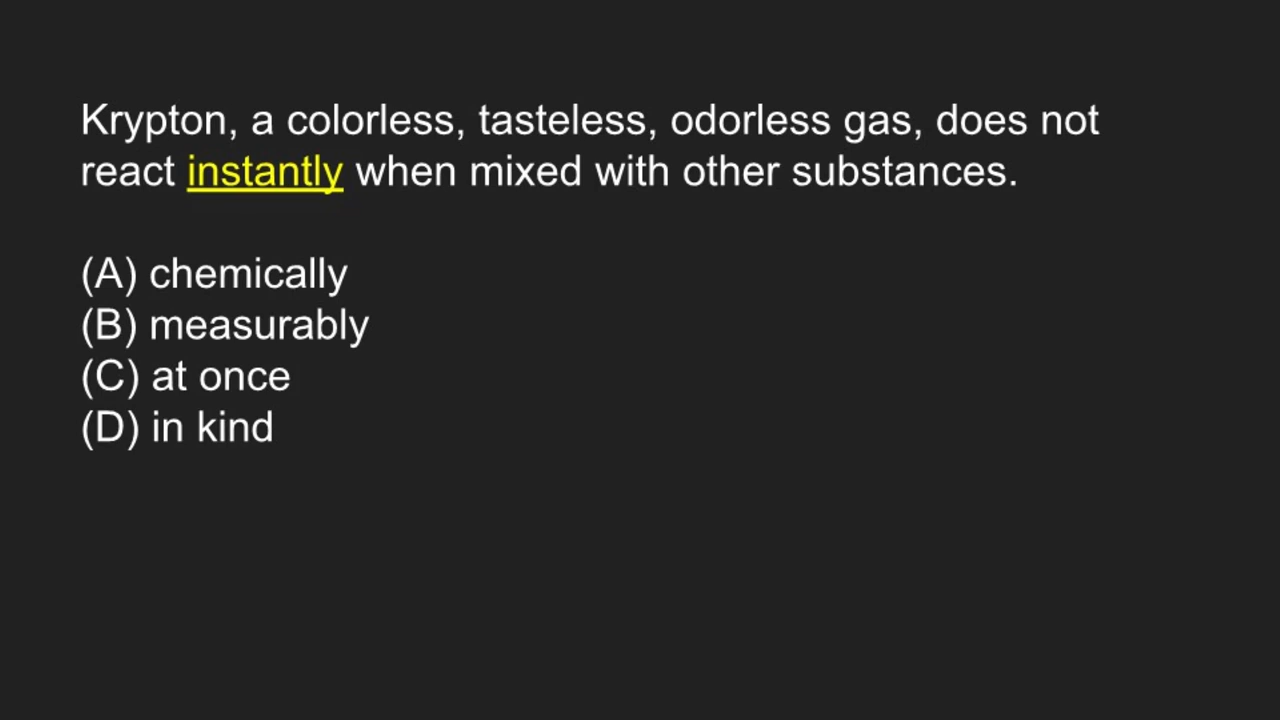 Krypton, a colorless, tasteless, odorless gas, does not
react instantly when mixed with other substances.
(A) chemically
(B) measurably
(C) at once
(D) in kind